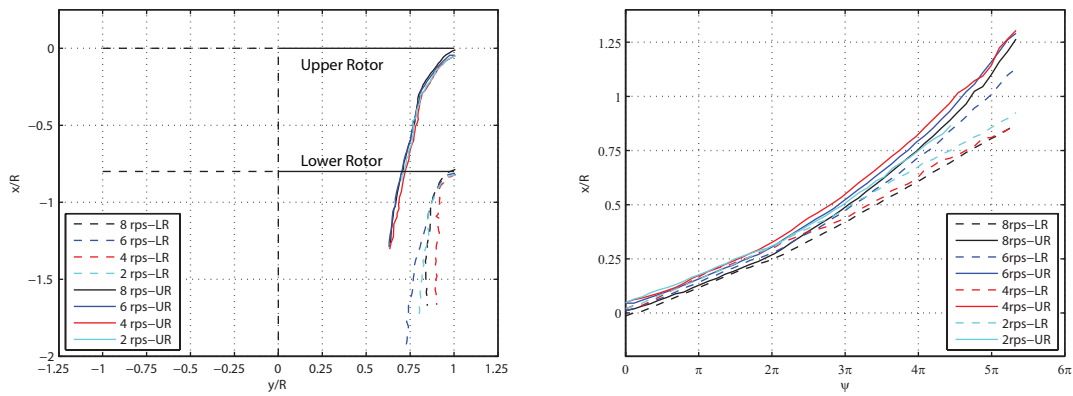 0
−0.5
−1
−1.5
−2
x/R
Upper Rotor
Lower Rotor
8 rps−LR
6 rps−LR
4 rps−LR
2 rps−LR
8 rps−UR
6 rps−UR
4 rps−UR
2 rps−UR
−1.25 −1 −0.75 −0.5 −0.25 0 0.25 0.5 0.75 1 1.25
y/R
1.25
1
0.75
0.5
0.25
0
x/R
8rps−LR
8rps−UR
6rps−LR
6rps−UR
4rps−LR
4rps−UR
2rps−LR
2rps−UR
0 π 2π 3π 4π 5π 6π
ψ